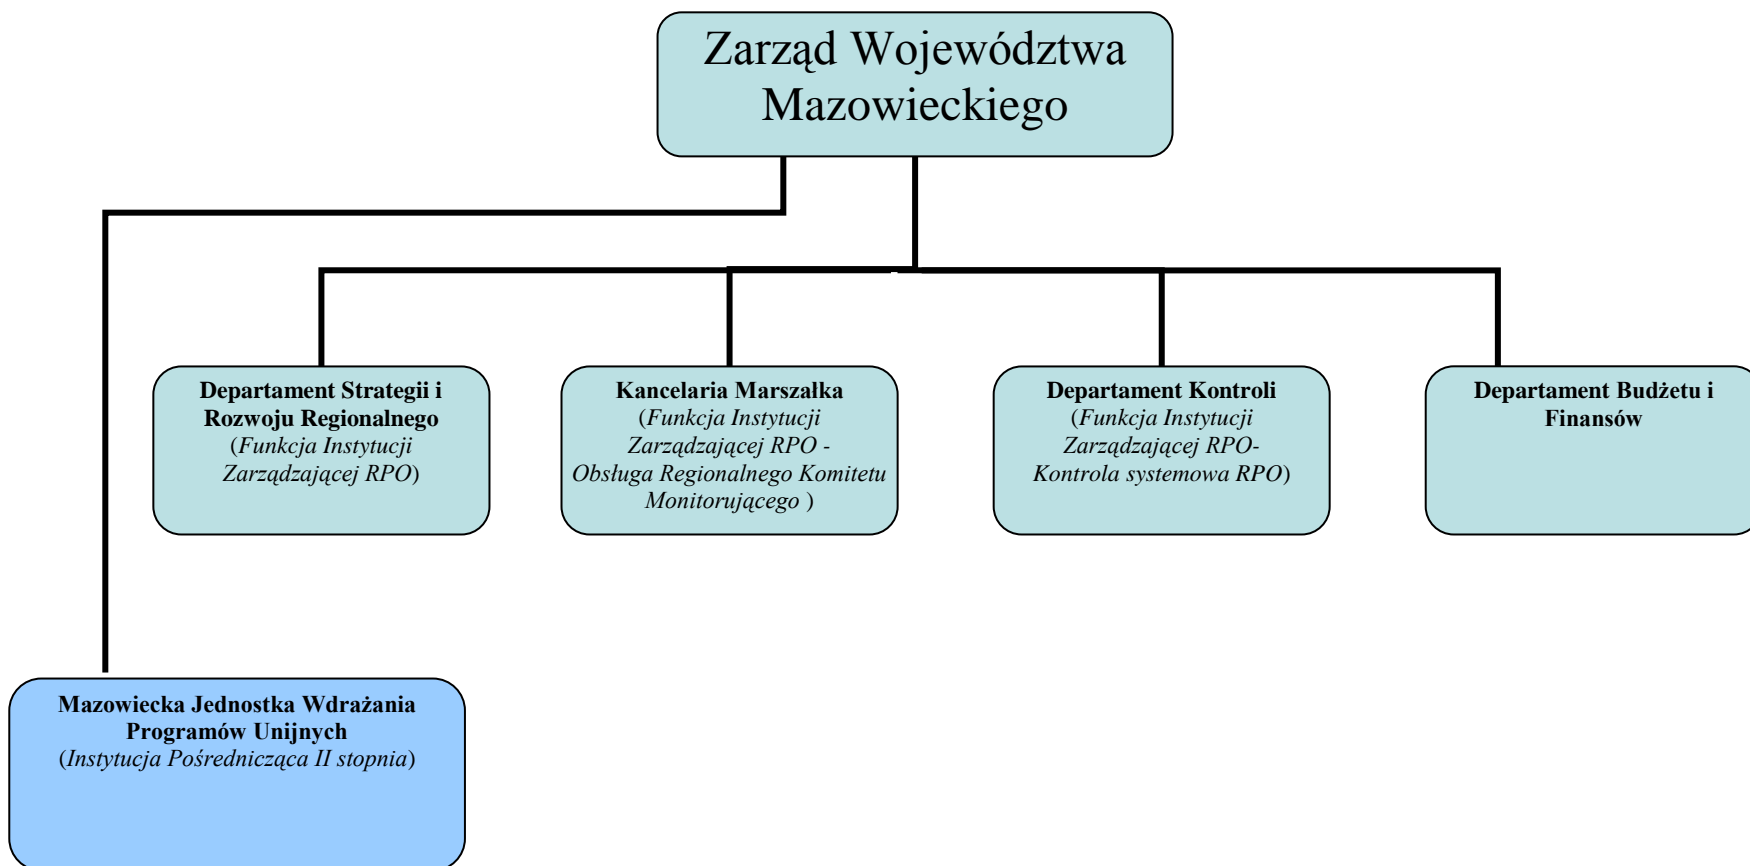 Zarząd Województwa
Mazowieckiego
Departament Strategii i
Rozwoju Regionalnego
(Funkcja Instytucji
Zarządzającej RPO)
Kancelaria Marszałka
(Funkcja Instytucji
Zarządzającej RPO -
Obsługa Regionalnego Komitetu
Monitorującego )
Departament Kontroli
(Funkcja Instytucji
Zarządzającej RPO-
Kontrola systemowa RPO)
Departament Budżetu i
Finansów
Mazowiecka Jednostka Wdrażania
Programów Unijnych
(Instytucja Pośrednicząca II stopnia)